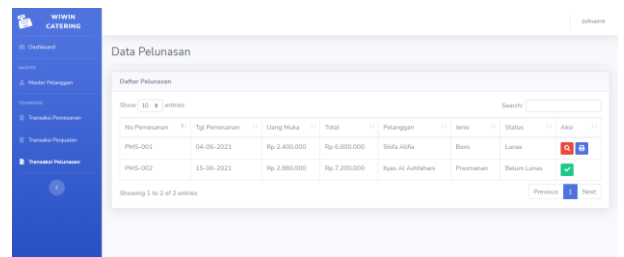 WIWIN
CATERING
Dashboard
MASTER
Master Pelanggan
TRANSAKSI
Transaksi Pemesanan
Transaksi Penjualan
Transaksi Pelunasan
Data Pelunasan
Daftar Pelunasan
Show 10 entries
Search:
No Pemesanan Tgl Pemesanan Uang Muka Total Pelanggan Jenis Status Aksi
PMS-001 04-06-2021 Rp 2.400.000 Rp 6.000.000 Shifa Alifia Boxs Lunas
PMS-002 15-06-2021 Rp 2.880.000 Rp 7.200.000 Ilyas Al Ashfahani Prasmanan Belum Lunas
Showing 1 to 2 of 2 entries
Previous 1 Next